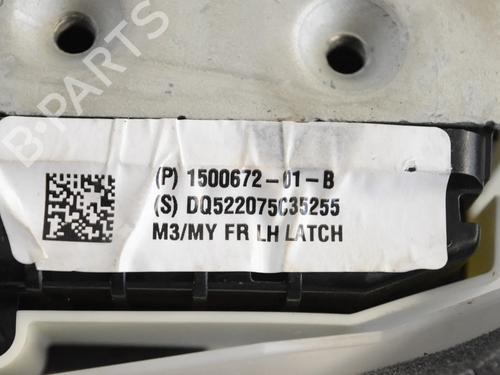 B-PARTS
(P) 1500672-01-B
(S) DQ522075C35255
M3/MY FR LH LATCH